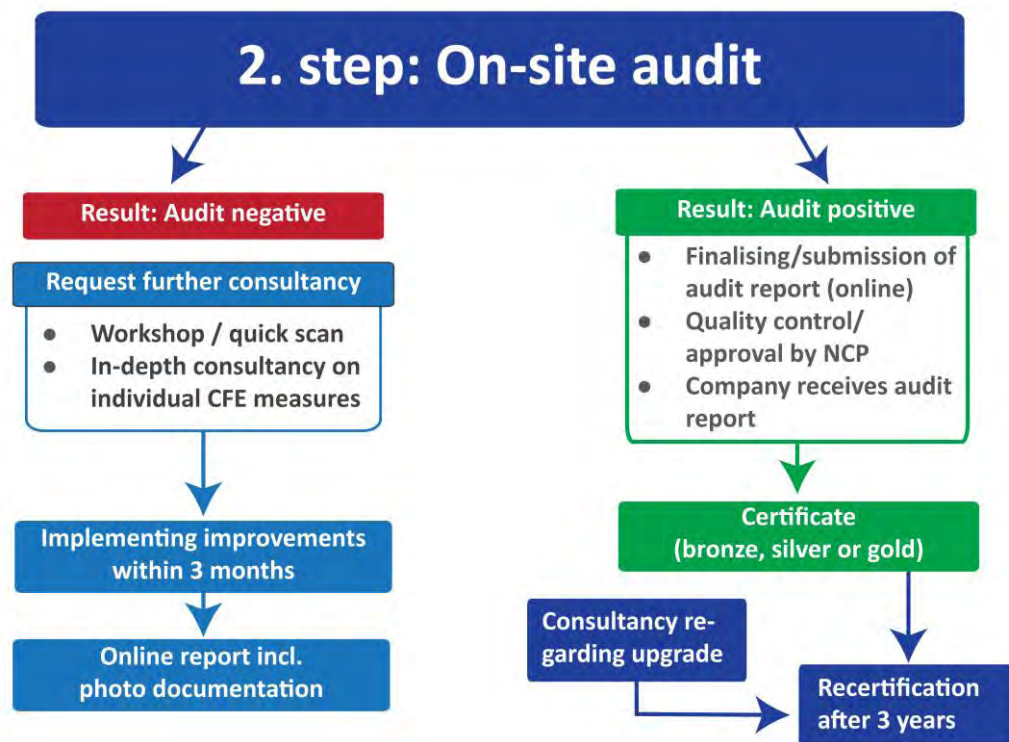 2. step: On-site audit
Result: Audit negative
Request further consultancy
● Workshop / quick scan
● In-depth consultancy on
individual CFE measures
Implementing improvements
within 3 months
Online report incl.
photo documentation
Result: Audit positive
● Finalising/submission of
audit report (online)
● Quality control/
approval by NCP
● Company receives audit
report
Certificate
(bronze, silver or gold)
Consultancy re-
garding upgrade
Recertification
after 3 years